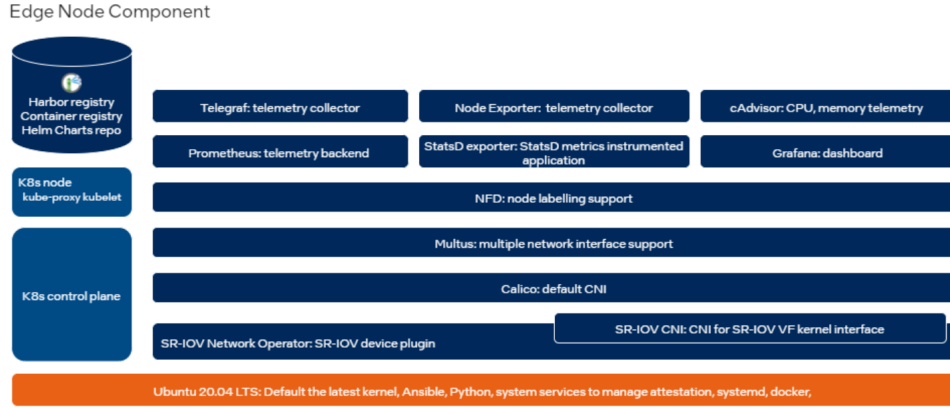 Edge Node Component
Harbor registry
Container registry
Helm Charts repo
Telegraf: telemetry collector
Node Exporter: telemetry collector
cAdvisor: CPU, memory telemetry
Prometheus: telemetry backend
StatsD exporter: StatsD metrics instrumented
application
Grafana: dashboard
K8s node
kube-proxy kubelet
NFD: node labelling support
Multus: multiple network interface support
K8s control plane
Calico: default CNI
SR-IOV CNI: CNI for SR-IOV VF kernel interface
SR-IOV Network Operator: SR-IOV device plugin
Ubuntu 20.04 LTS: Default the latest kernel, Ansible, Python, system services to manage attestation, systemd, docker,